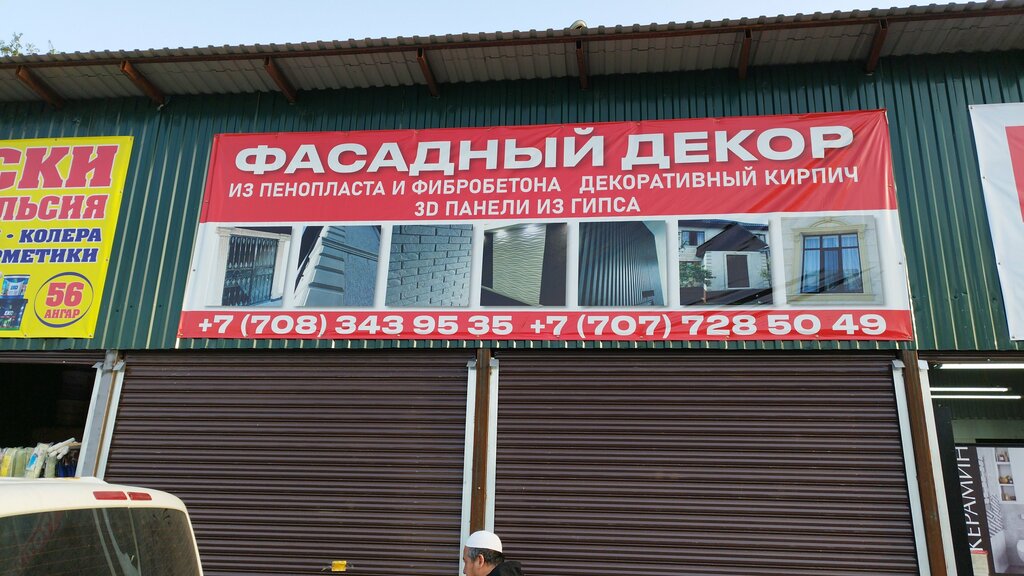 ФАСАДНЫЙ ДЕКОР
ИЗ ПЕНОПЛАСТА И ФИБРОБЕТОНА ДЕКОРАТИВНЫЙ КИРПИЧ
3D ПАНЕЛИ ИЗ ГИПСА
+7 (708) 343 95 35 +7 (707) 728 50 49
СКИ
ЛЬСИЯ
• КОЛЕРА
РМЕТИКИ
56
АНГАР
КЕРАМИН